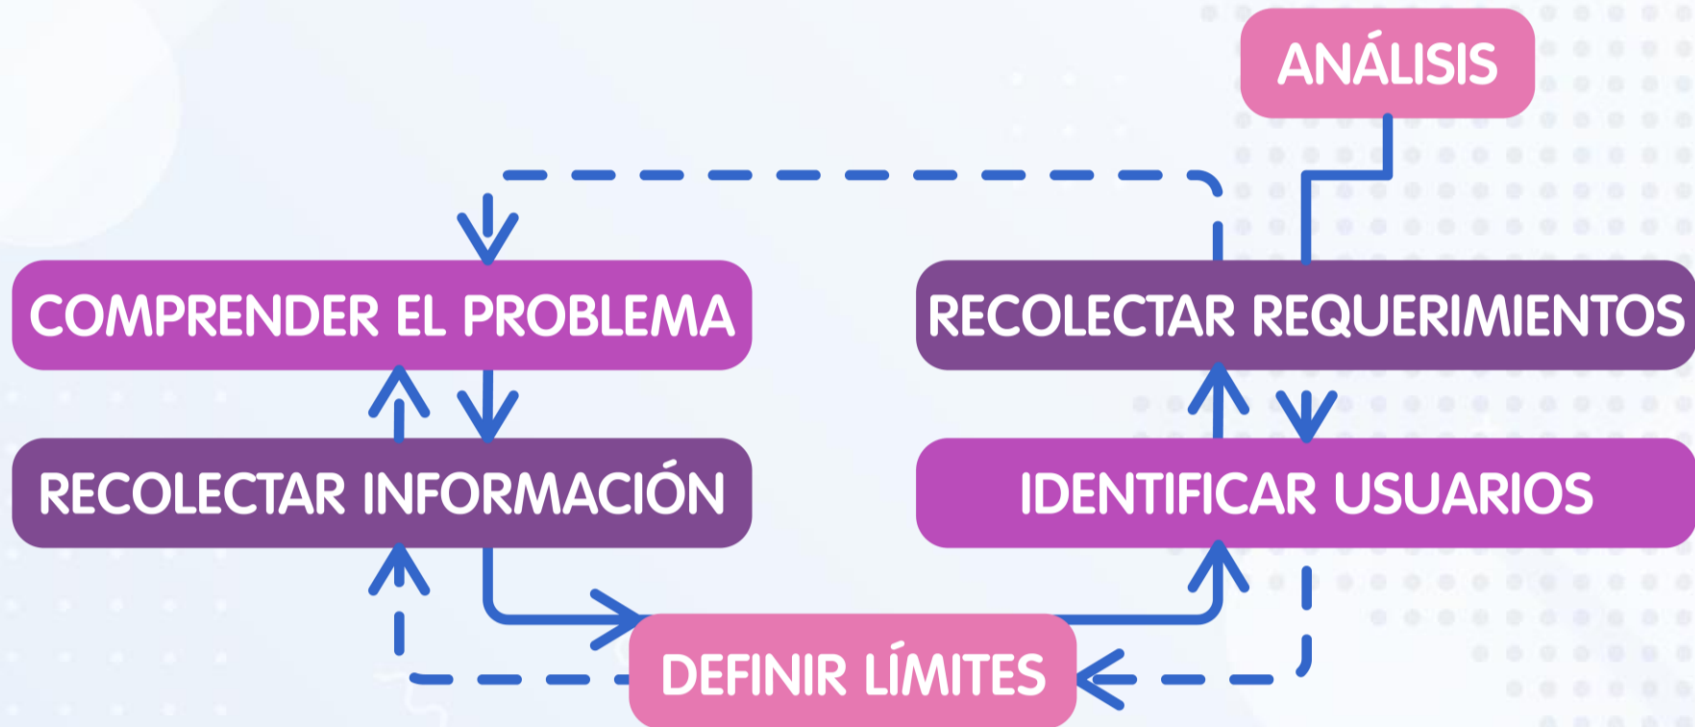 ANÁLISIS
COMPRENDER EL PROBLEMA
RECOLECTAR REQUERIMIENTOS
RECOLECTAR INFORMACIÓN
IDENTIFICAR USUARIOS
DEFINIR LÍMITES